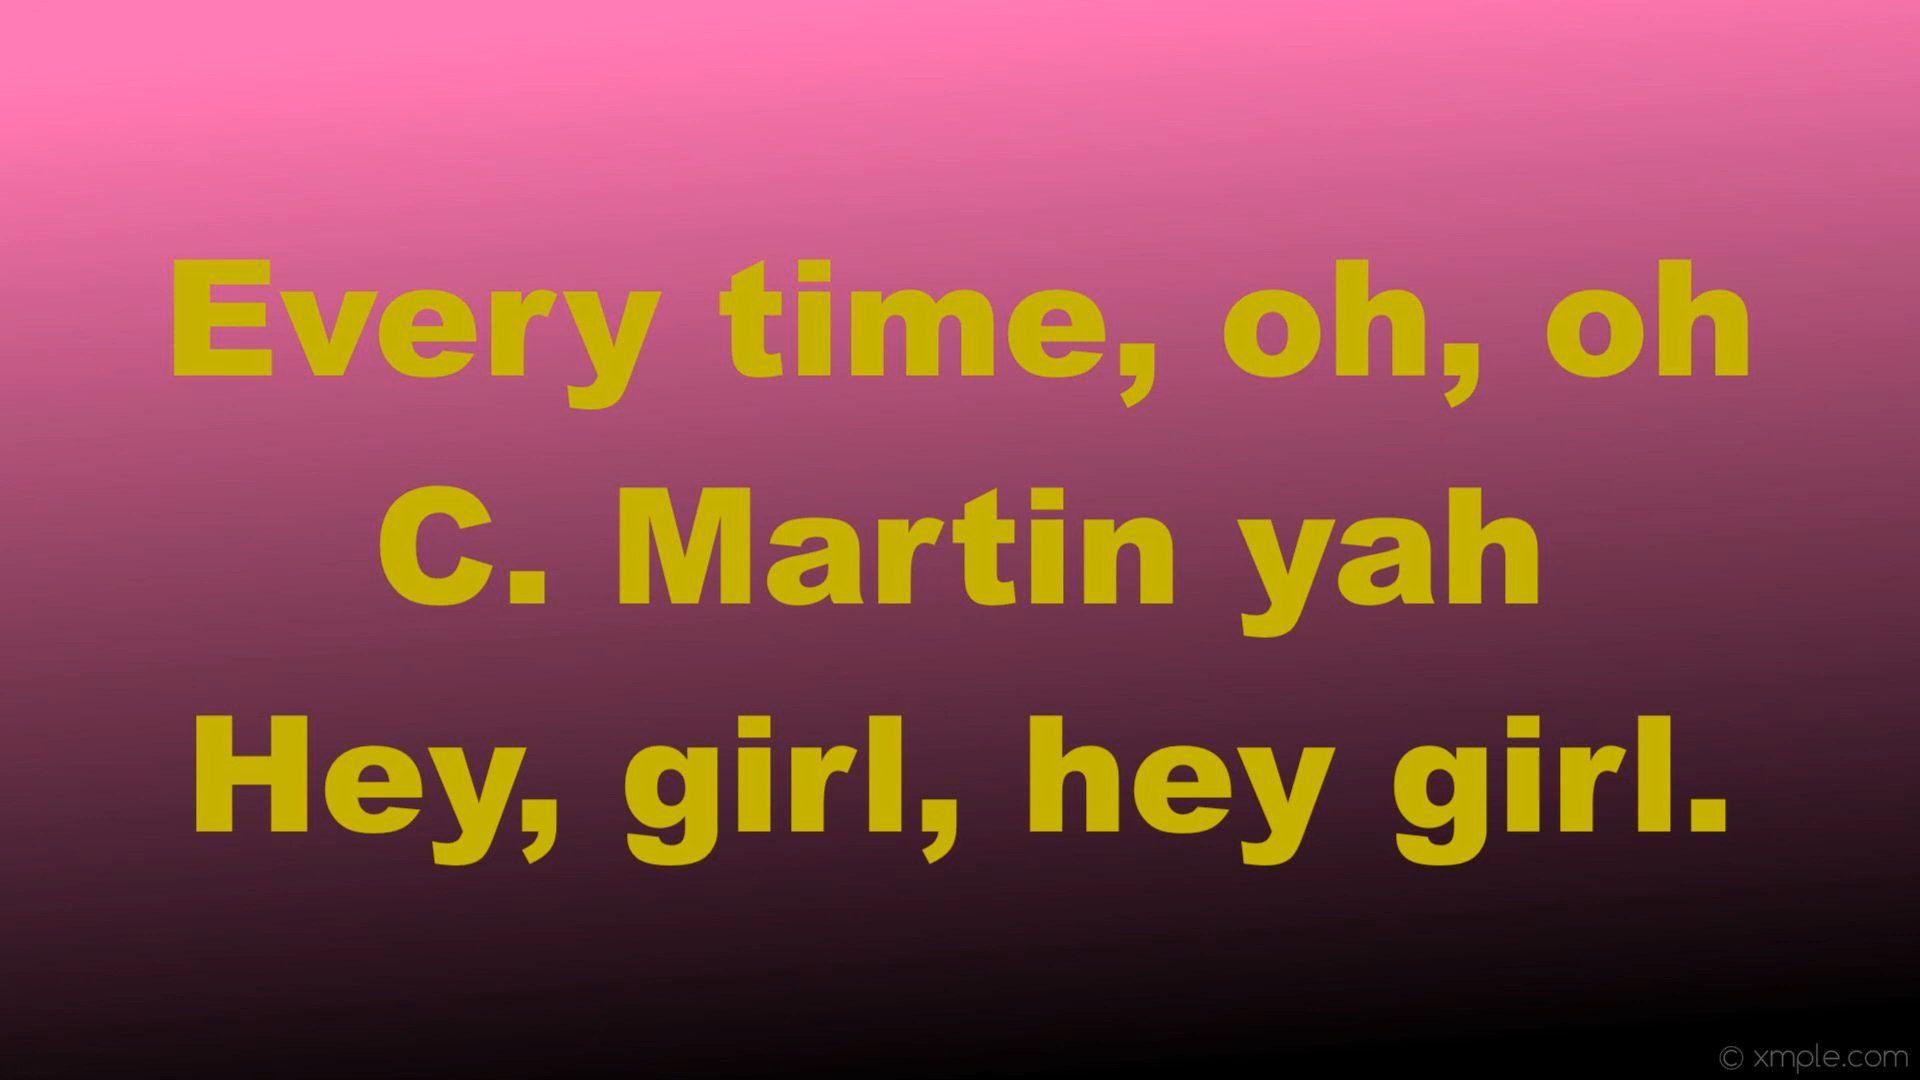 Every time, oh, oh
C. Martin yah
Hey, girl, hey girl.
© xmple.com